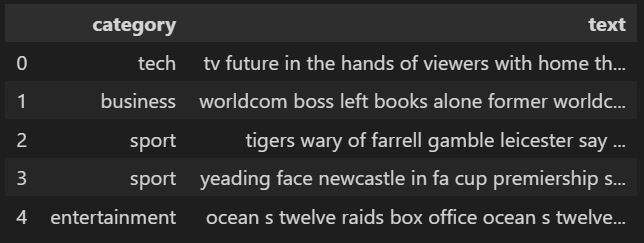 category text
0 tech tv future in the hands of viewers with home th...
1 business worldcom boss left books alone former worldc...
2 sport tigers wary of farrell gamble leicester say ...
3 sport yeading face newcastle in fa cup premiership s...
4 entertainment ocean s twelve raids box office ocean s twelve...